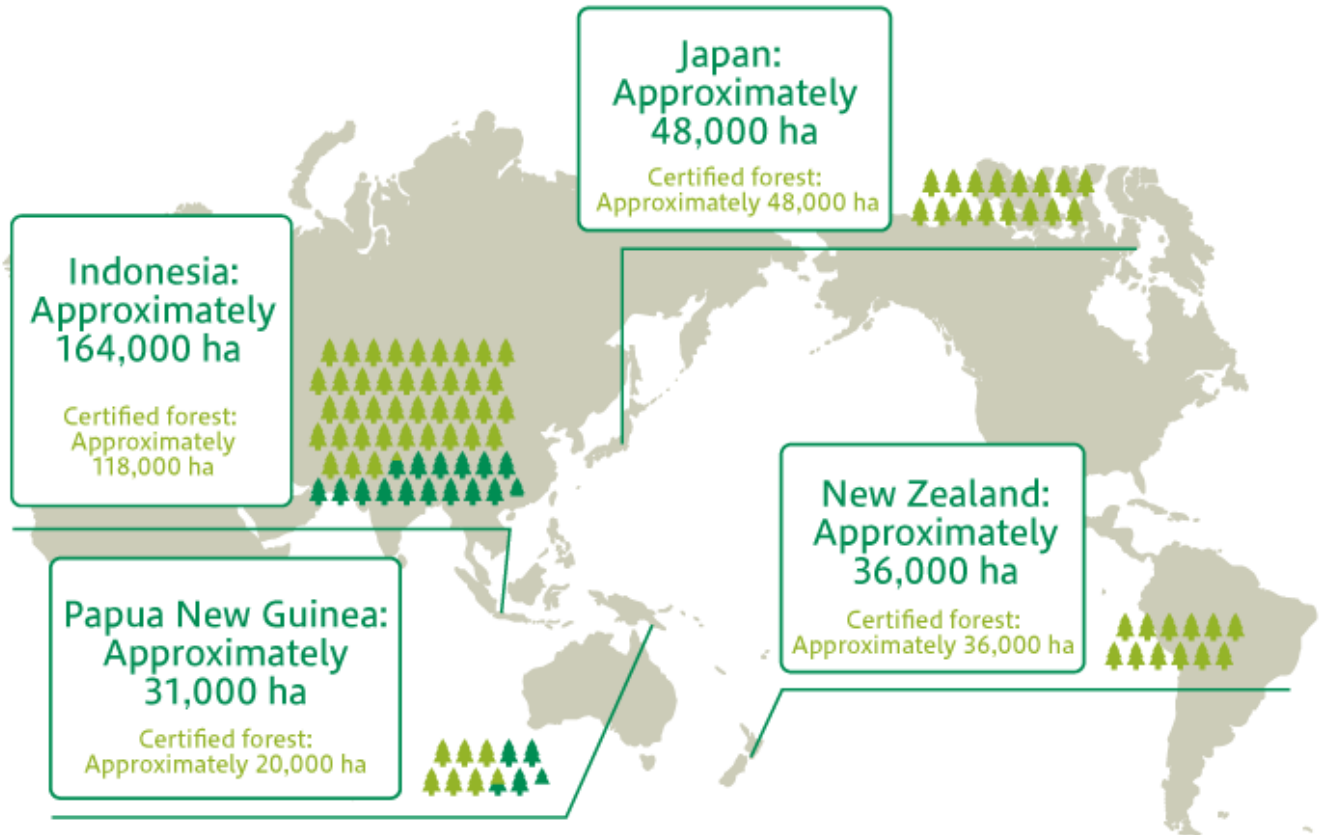 Japan:
Approximately
48,000 ha
Certified forest:
Approximately 48,000 ha
Indonesia:
Approximately
164,000 ha
Certified forest:
Approximately
118,000 ha
New Zealand:
Approximately
36,000 ha
Certified forest:
Approximately 36,000 ha
Papua New Guinea:
Approximately
31,000 ha
Certified forest:
Approximately 20,000 ha